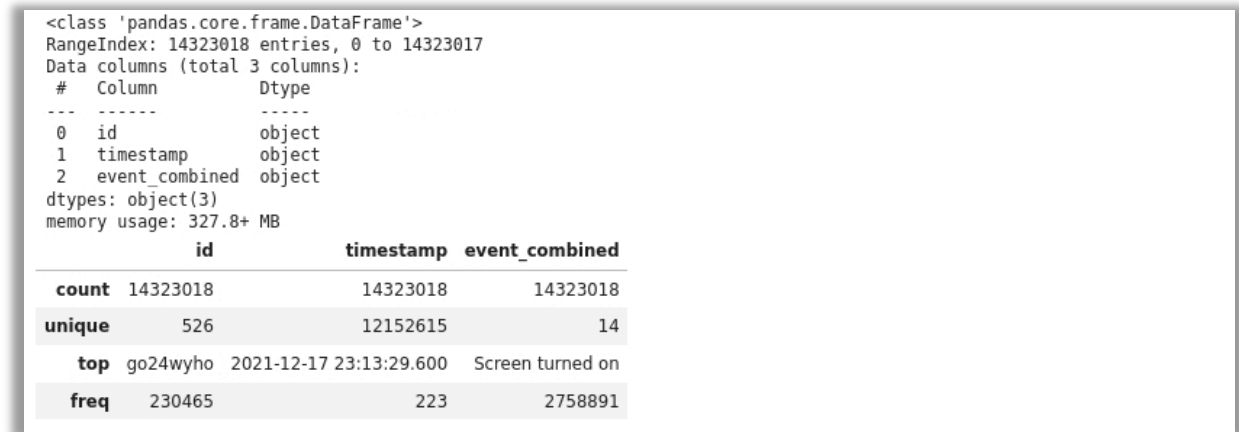 <class 'pandas.core.frame.DataFrame'>
RangeIndex: 14323018 entries, 0 to 14323017
Data columns (total 3 columns):
 #   Column          Dtype
---  ------          -----
 0   id              object
 1   timestamp       object
 2   event_combined  object
dtypes: object(3)
memory usage: 327.8+ MB
id timestamp event_combined
count 14323018 14323018 14323018
unique 526 12152615 14
top go24wyho 2021-12-17 23:13:29.600 Screen turned on
freq 230465 223 2758891